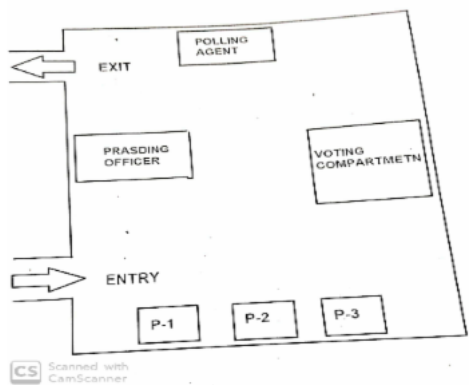 POLLING
AGENT
EXIT
PRASDING
OFFICER
VOTING
COMPARTMETN
ENTRY
P-1
P-2
P-3
CS Scanned with
CamScanner